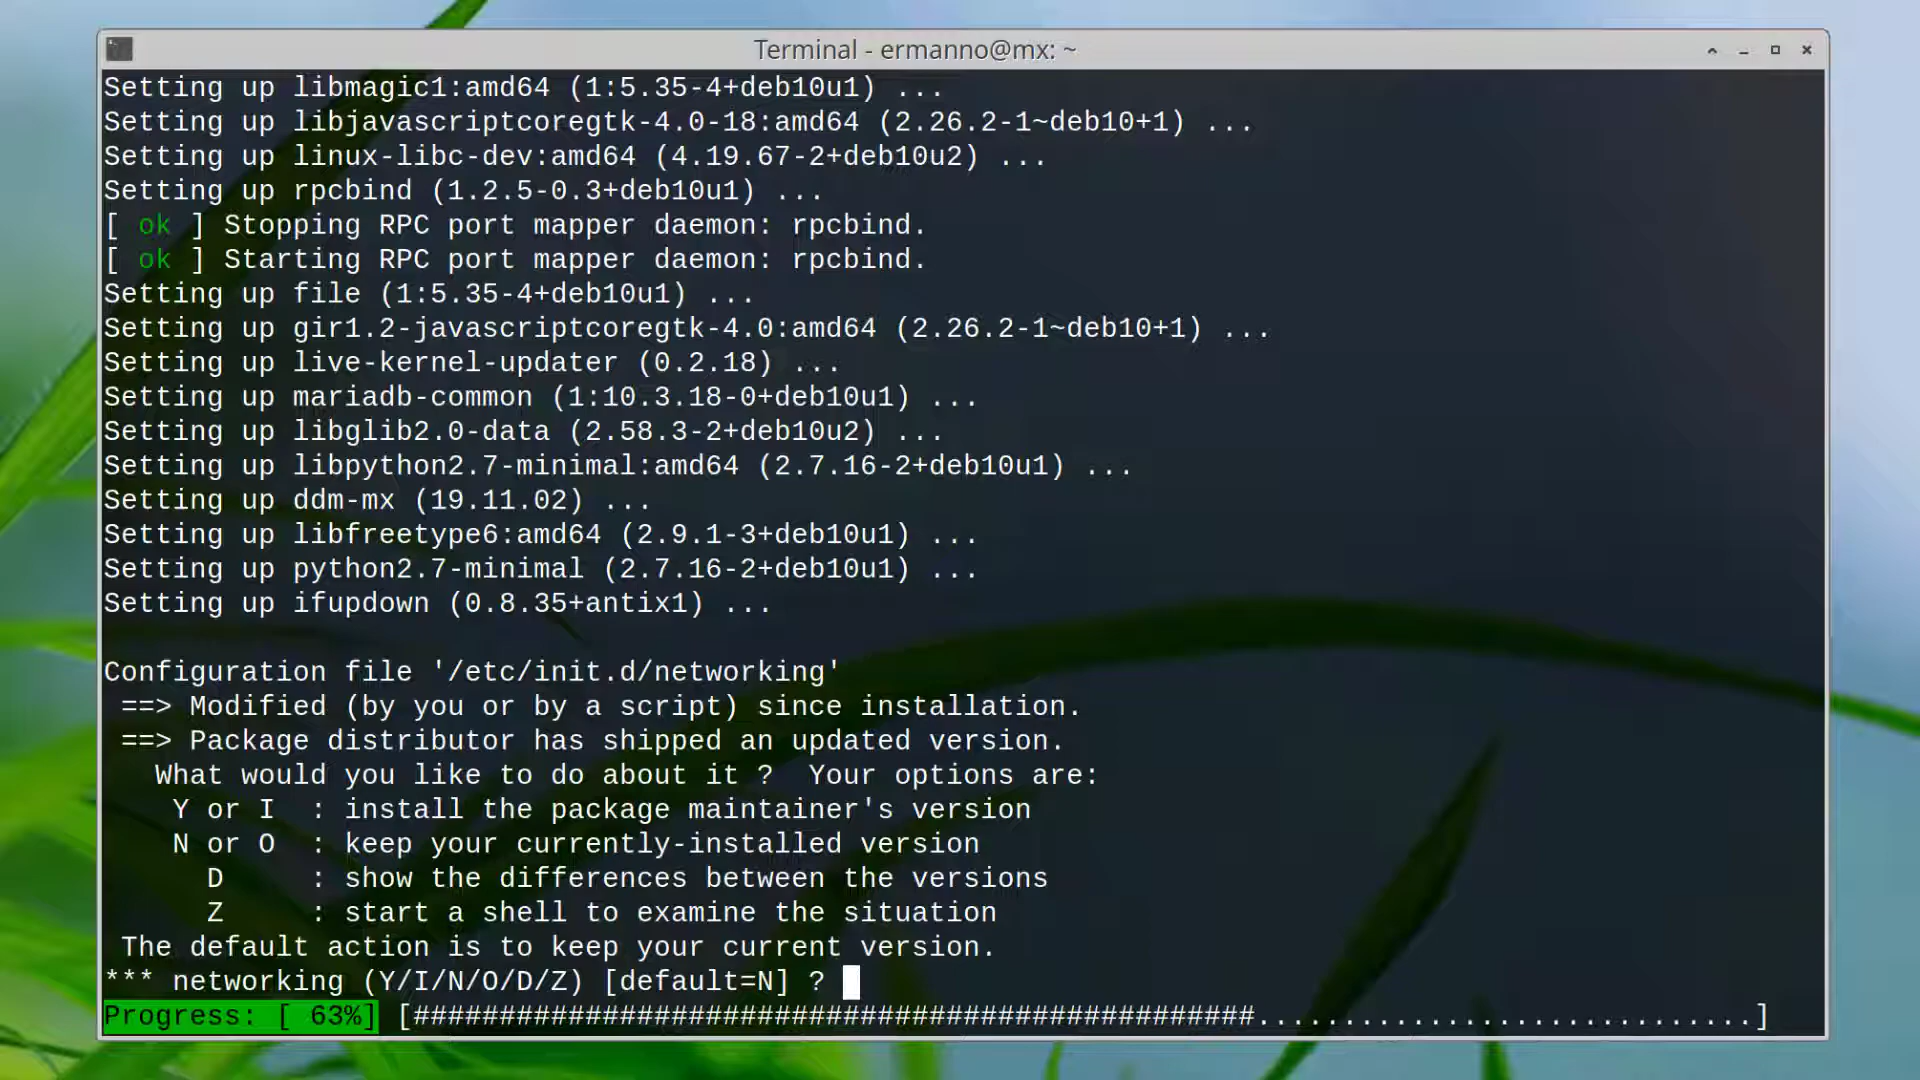 Terminal - ermanno@mx: ~
Setting up libmagic1:amd64 (1:5.35-4+deb10u1) ...
Setting up libjavascriptcoregtk-4.0-18:amd64 (2.26.2-1~deb10+1) ...
Setting up linux-libc-dev:amd64 (4.19.67-2+deb10u2) ...
Setting up rpcbind (1.2.5-0.3+deb10u1) ...
[ ok ] Stopping RPC port mapper daemon: rpcbind.
[ ok ] Starting RPC port mapper daemon: rpcbind.
Setting up file (1:5.35-4+deb10u1) ...
Setting up gir1.2-javascriptcoregtk-4.0:amd64 (2.26.2-1~deb10+1) ...
Setting up live-kernel-updater (0.2.18) ...
Setting up mariadb-common (1:10.3.18-0+deb10u1) ...
Setting up libglib2.0-data (2.58.3-2+deb10u2) ...
Setting up libpython2.7-minimal:amd64 (2.7.16-2+deb10u1) ...
Setting up ddm-mx (19.11.02) ...
Setting up libfreetype6:amd64 (2.9.1-3+deb10u1) ...
Setting up python2.7-minimal (2.7.16-2+deb10u1) ...
Setting up ifupdown (0.8.35+antix1) ...
Configuration file '/etc/init.d/networking'
==> Modified (by you or by a script) since installation.
==> Package distributor has shipped an updated version.
What would you like to do about it ?  Your options are:
Y or I  : install the package maintainer's version
N or O  : keep your currently-installed version
D     : show the differences between the versions
Z     : start a shell to examine the situation
The default action is to keep your current version.
*** networking (Y/I/N/O/D/Z) [default=N] ?
Progress: [ 63%] [#################################################.............................]